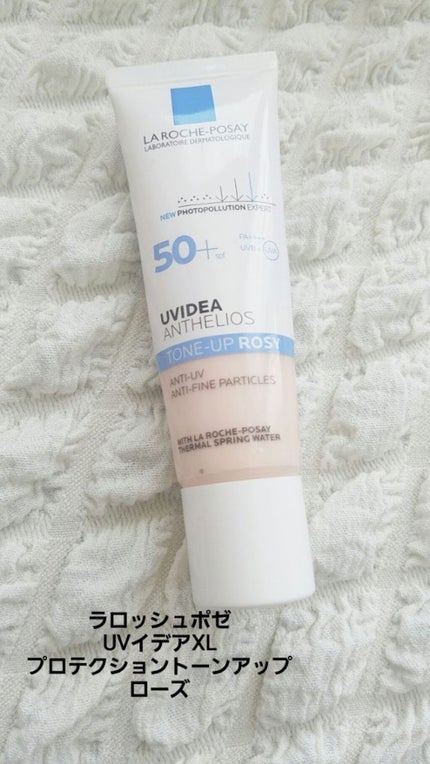 LA ROCHE-POSAY
LABORATOIRE DERMATOLOGIQUE
NEW PHOTOPOLLUTION EXPERT
50+ SPF
PA++++
UVB + UVA
UVIDEA
ANTHELIOS
TONE-UP ROSY
ANTI-UV
ANTI-FINE PARTICLES
WITH LA ROCHE-POSAY
THERMAL SPRING WATER
ラロッシュポゼ
UVイデアXL
プロテクショントーンアップ
ローズ